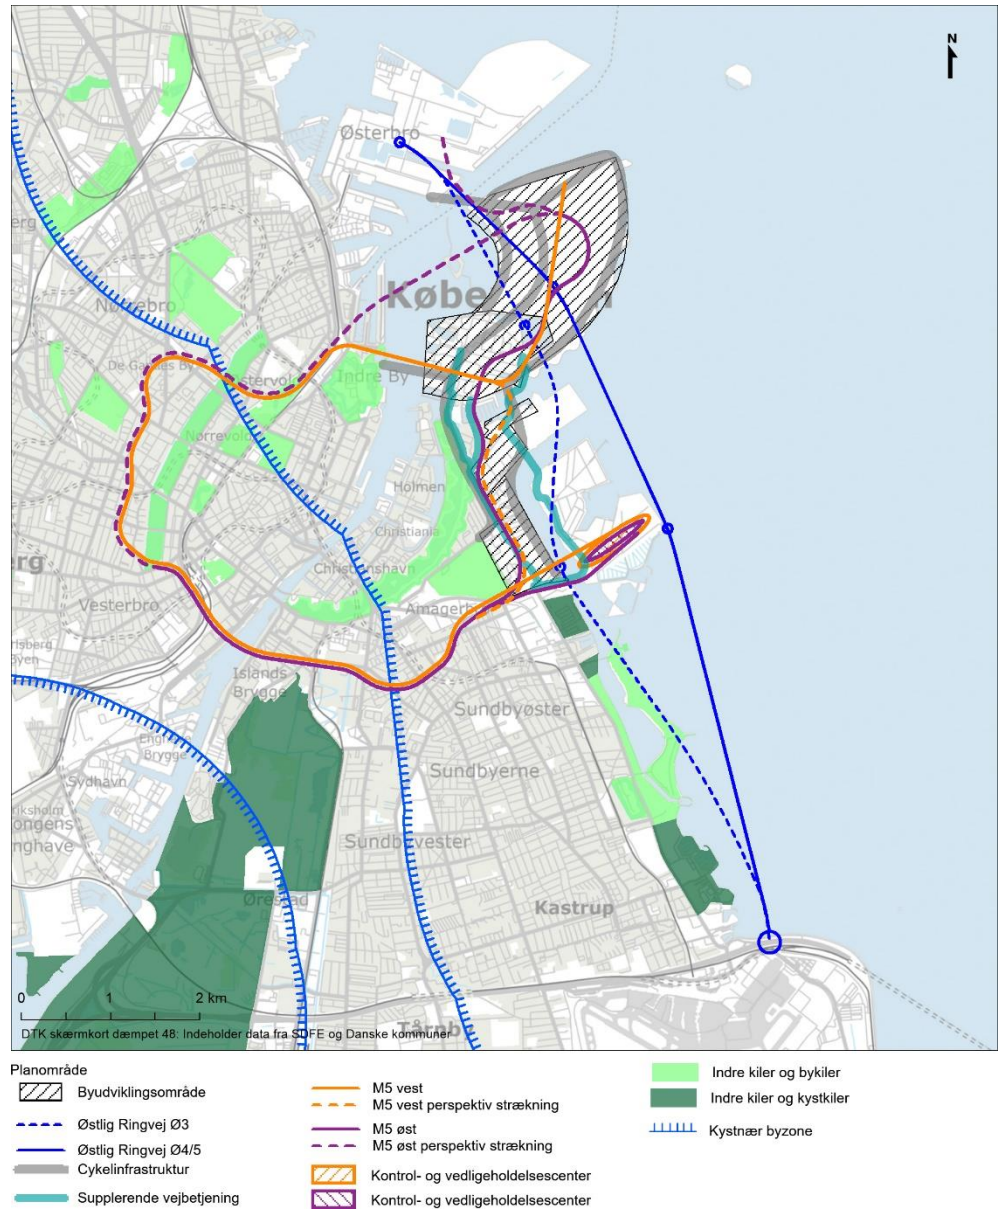 N
Østerbro
Nørrebro
De Gamles By
Indre By
Nørrevold
Holmen
Christiania
Christianshavn
Vesterbro
Islands
Brygge
Sundbyøster
Sundbyerne
Sydhavn
Sundbyvester
Ørestad
Kastrup
0 1 2 km
DTK skærmkort dæmpet 48: Indeholder data fra SDFE og Danske kommuner
Planområde
Byudviklingsområde
Østlig Ringvej Ø3
Østlig Ringvej Ø4/5
Cykelinfrastruktur
Supplerende vejbetjening
M5 vest
M5 vest perspektiv strækning
M5 øst
M5 øst perspektiv strækning
Kontrol- og vedligeholdelsescenter
Kontrol- og vedligeholdelsescenter
Indre kiler og bykiler
Indre kiler og kystkiler
Kystnær byzone